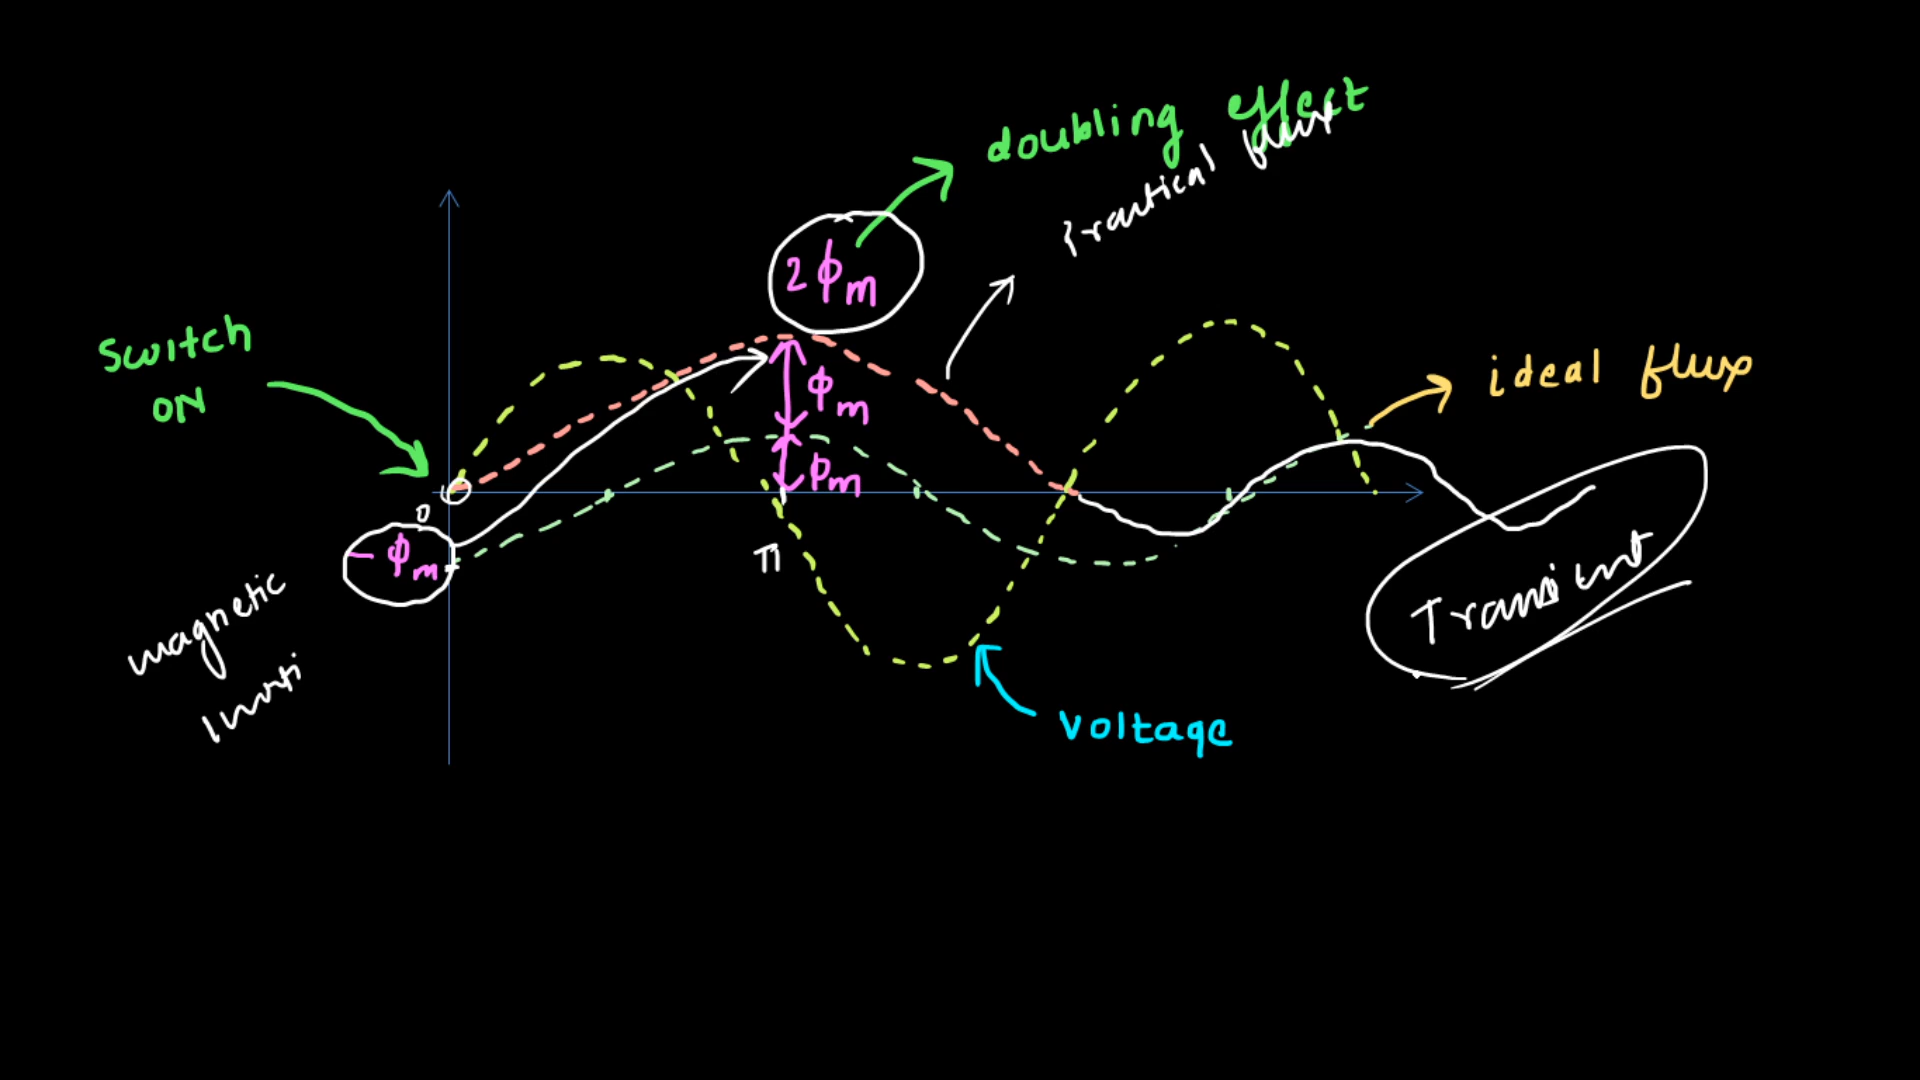 doubling effect
practical flux
2ϕm
Switch
ON
ϕm
ideal flux
ϕm
0
-ϕm
π
Transient
magnetic
voltage